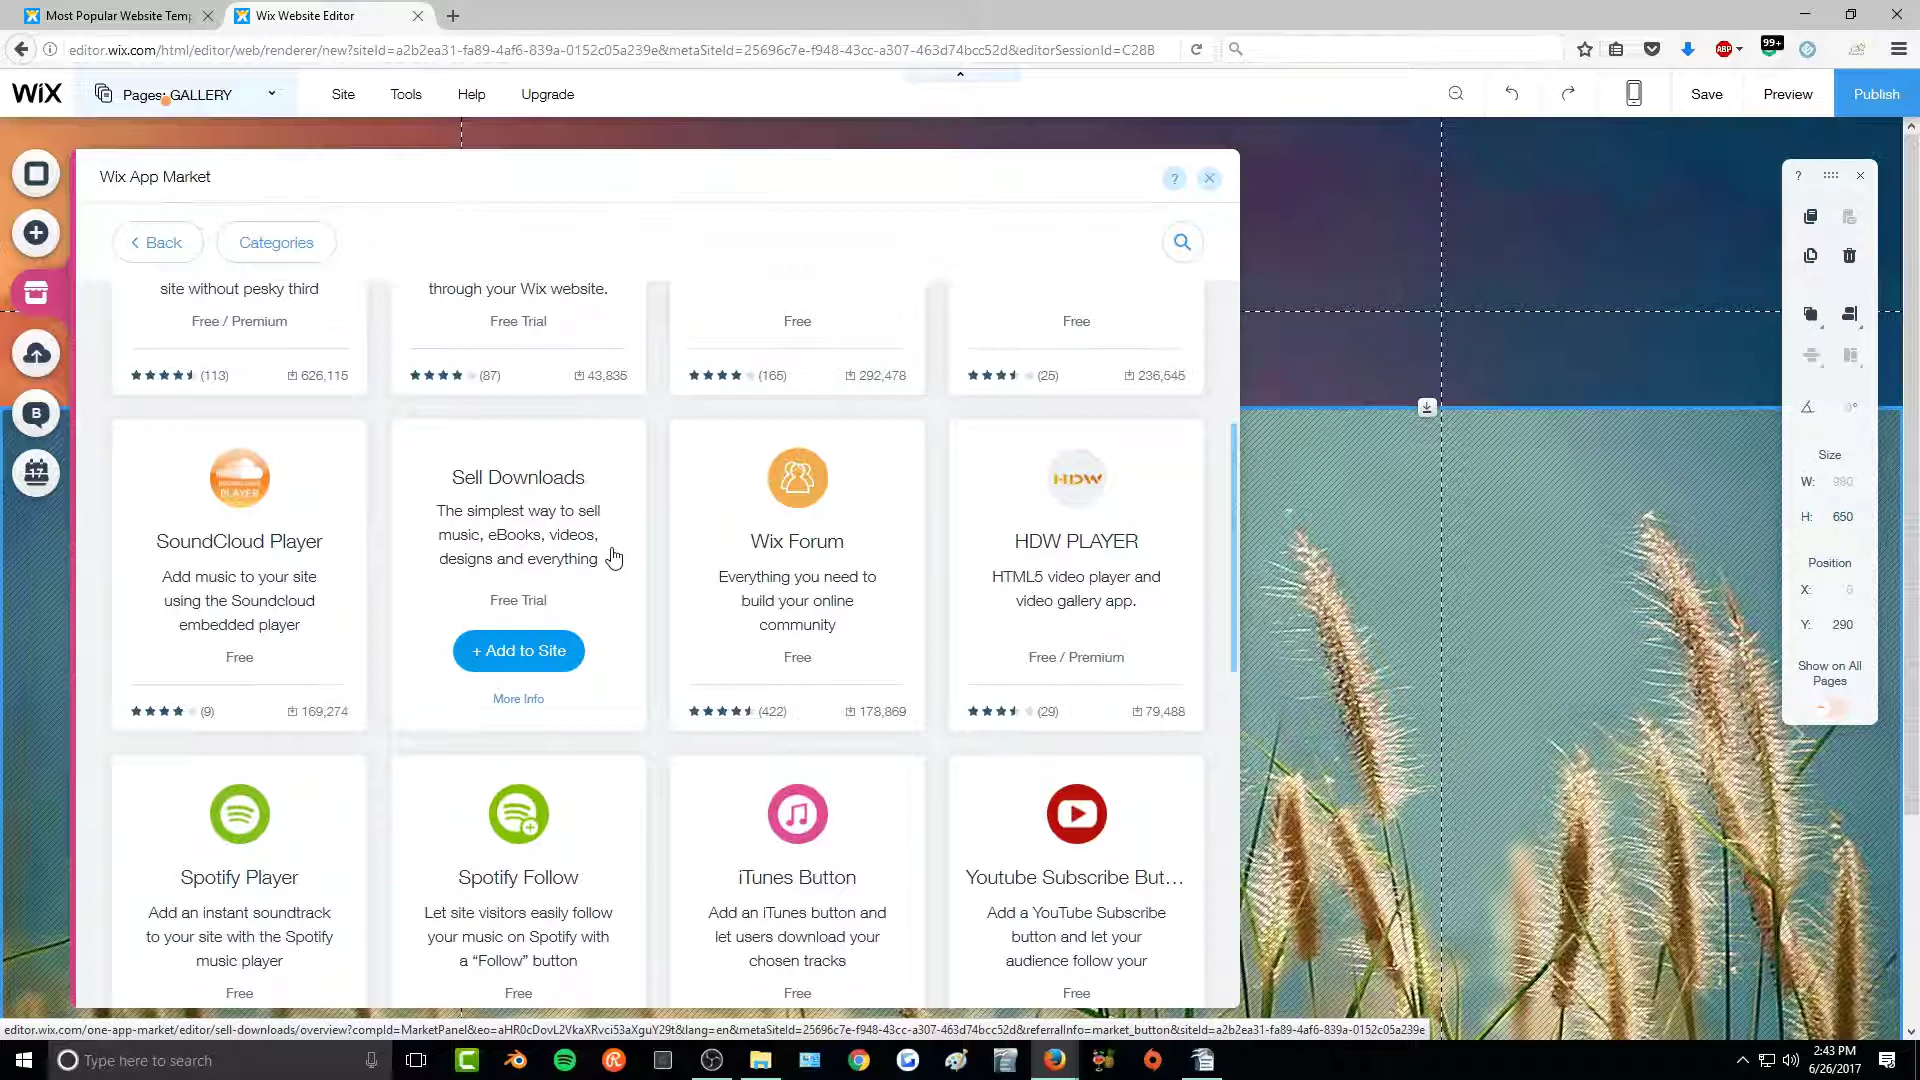 Most Popular Website Temp
Wix Website Editor
editor.wix.com/html/editor/web/renderer/new?siteId=a2b2ea31-fa89-4af6-839a-0152c05a239e&metaSiteId=25696c7e-f948-43cc-a307-463d74bcc52d&editorSessionId=C28B
ABP
99+
WiX
Pages: GALLERY
Site
Tools
Help
Upgrade
Save
Preview
Publish
Wix App Market
?
Back
Categories
site without pesky third
Free / Premium
(113)
626,115
through your Wix website.
Free Trial
(87)
43,835
Free
(165)
292,478
Free
(25)
236,545
SoundCloud Player
Add music to your site
using the Soundcloud
embedded player
Free
(9)
169,274
Sell Downloads
The simplest way to sell
music, eBooks, videos,
designs and everything
Free Trial
+ Add to Site
More Info
Wix Forum
Everything you need to
build your online
community
Free
(422)
178,869
HDW
HDW PLAYER
HTML5 video player and
video gallery app.
Free / Premium
(29)
79,488
Spotify Player
Add an instant soundtrack
to your site with the Spotify
music player
Free
Spotify Follow
Let site visitors easily follow
your music on Spotify with
a “Follow” button
Free
iTunes Button
Add an iTunes button and
let users download your
chosen tracks
Free
Youtube Subscribe But...
Add a YouTube Subscribe
button and let your
audience follow your
Free
B
17
?
0°
Size
W: 980
H: 650
Position
X: 0
Y: 290
Show on All
Pages
editor.wix.com/one-app-market/editor/sell-downloads/overview?compId=MarketPanel&eo=aHR0cDovL2VkaXRvci53aXguY29t&lang=en&metaSiteId=25696c7e-f948-43cc-a307-463d74bcc52d&referralInfo=market_button&siteId=a2b2ea31-fa89-4af6-839a-0152c05a239e
Type here to search
2:43 PM
6/26/2017